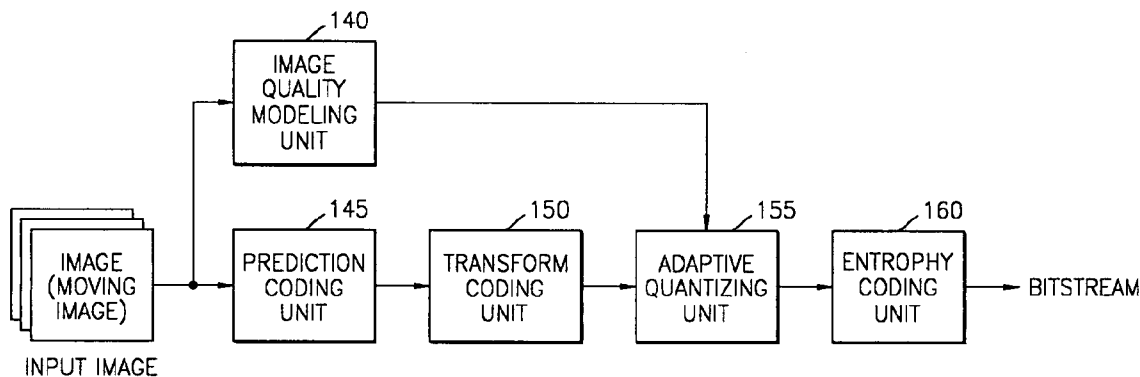 140
IMAGE
QUALITY
MODELING
UNIT
145
150
155
160
IMAGE
(MOVING
IMAGE)
PREDICTION
CODING
UNIT
TRANSFORM
CODING
UNIT
ADAPTIVE
QUANTIZING
UNIT
ENTROPHY
CODING
UNIT
BITSTREAM
INPUT IMAGE